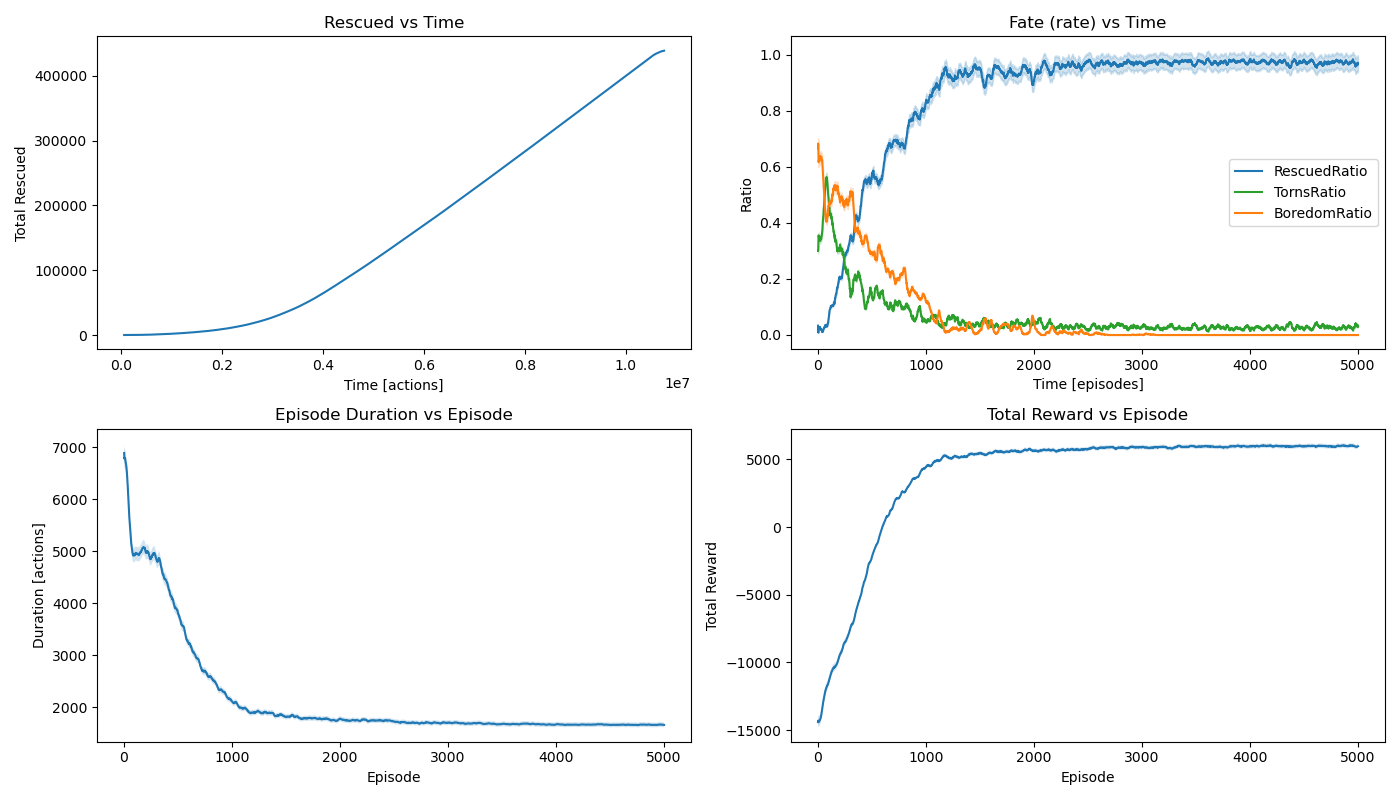 Rescued vs Time
Total Rescued
400000
300000
200000
100000
0
0.0 0.2 0.4 0.6 0.8 1.0
1e7
Time [actions]
Fate (rate) vs Time
Ratio
1.0
0.8
0.6
0.4
0.2
0.0
RescuedRatio
TornsRatio
BoredomRatio
0 1000 2000 3000 4000 5000
Time [episodes]
Episode Duration vs Episode
Duration [actions]
7000
6000
5000
4000
3000
2000
0 1000 2000 3000 4000 5000
Episode
Total Reward vs Episode
Total Reward
5000
0
−5000
−10000
−15000
0 1000 2000 3000 4000 5000
Episode